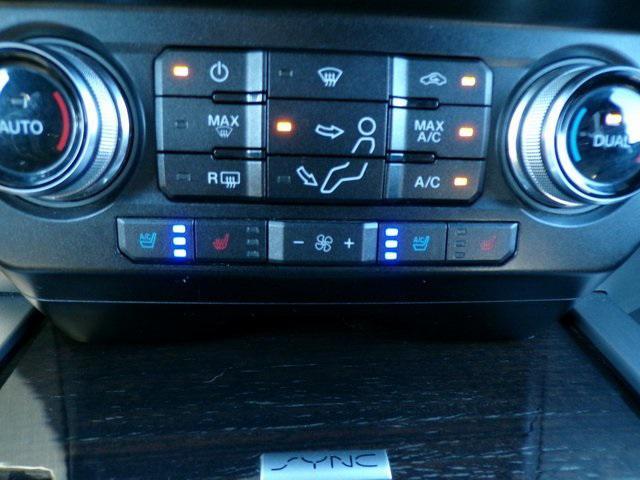 AUTO
MAX
R
MAX
A/C
A/C
DUAL
A/C
- +
A/C
SYNC